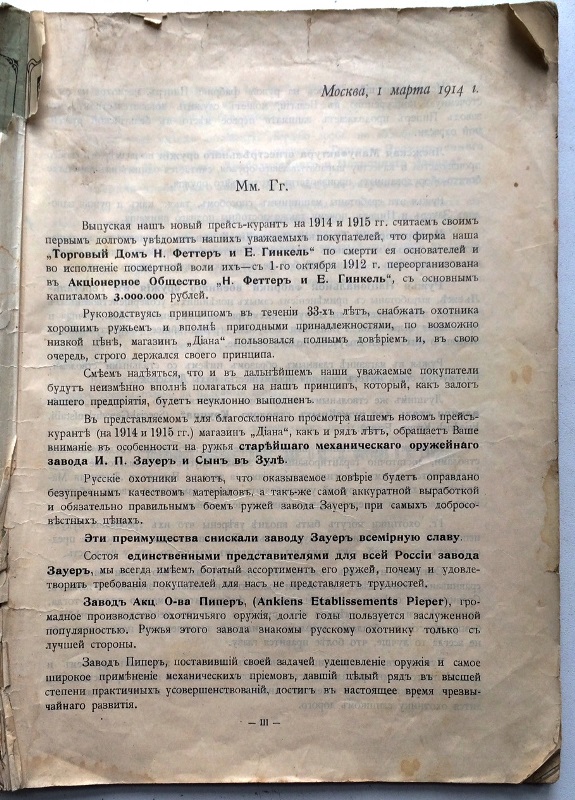 Москва, 1 марта 1914 г.
Мм. Гг.
Выпуская нашъ новый прейсъ-курантъ на 1914 и 1915 гг. считаемъ своимъ
первымъ долгомъ увѣдомить нашихъ уважаемыхъ покупателей, что фирма наша
„Торговый Домъ Н. Феттеръ и Е. Гинкель“ по смерти ея основателей и
во исполненіе посмертной воли ихъ—съ 1-го октября 1912 г. переорганизована
въ Акціонерное Общество „Н. Феттеръ и Е. Гинкель“, съ основнымъ
капиталомъ 3.000.000 рублей.
Руководствуясь принципомъ въ теченіи 33-хъ лѣтъ, снабжать охотника
хорошимъ ружьемъ и вполнѣ пригодными принадлежностями, по возможно
низкой цѣнѣ, магазинъ „Діана“ пользовался полнымъ довѣріемъ и, въ свою
очередь, строго держался своего принципа.
Смѣемъ надѣяться, что и въ дальнѣйшемъ наши уважаемые покупатели
будутъ неизмѣнно вполнѣ полагаться на нашъ принципъ, который, какъ залогъ
нашего предпріятія, будетъ неуклонно выполненъ.
Въ представляемомъ для благосклоннаго просмотра нашемъ новомъ прейсъ-
курантѣ (на 1914 и 1915 гг.) магазинъ „Діана“, какъ и рядъ лѣтъ, обращаетъ Ваше
вниманіе въ особенности на ружья старѣйшаго механическаго оружейнаго
завода И. П. Зауеръ и Сынъ въ Зулѣ.
Русскіе охотники знаютъ, что оказываемое довѣріе будетъ оправдано
безупречнымъ качествомъ матеріаловъ, а такъ-же самой аккуратной выработкой
и обязательно правильнымъ боемъ ружей завода Зауеръ, при самыхъ добросо-
вѣстныхъ цѣнахъ.
Эти преимущества снискали заводу Зауеръ всемірную славу.
Состоя единственными представителями для всей Россіи завода
Зауеръ, мы всегда имѣемъ богатый ассортиментъ его ружей, почему и удовле-
творить требованія покупателей для насъ не представляетъ трудностей.
Заводъ Акц О-ва Пиперъ, (Ankiens Etablissements Pieper), гро-
мадное производство охотничьяго оружія, долгіе годы пользуется заслуженной
популярностью. Ружья этого завода знакомы русскому охотнику только съ
лучшей стороны.
Заводъ Пиперъ, поставившій своей задачей удешевленіе оружія и самое
широкое примѣненіе механическихъ пріемовъ, давшій цѣлый рядъ въ высшей
степени практичныхъ усовершенствованій, достигъ въ настоящее время чрезвы-
чайнаго развитія.
— III —